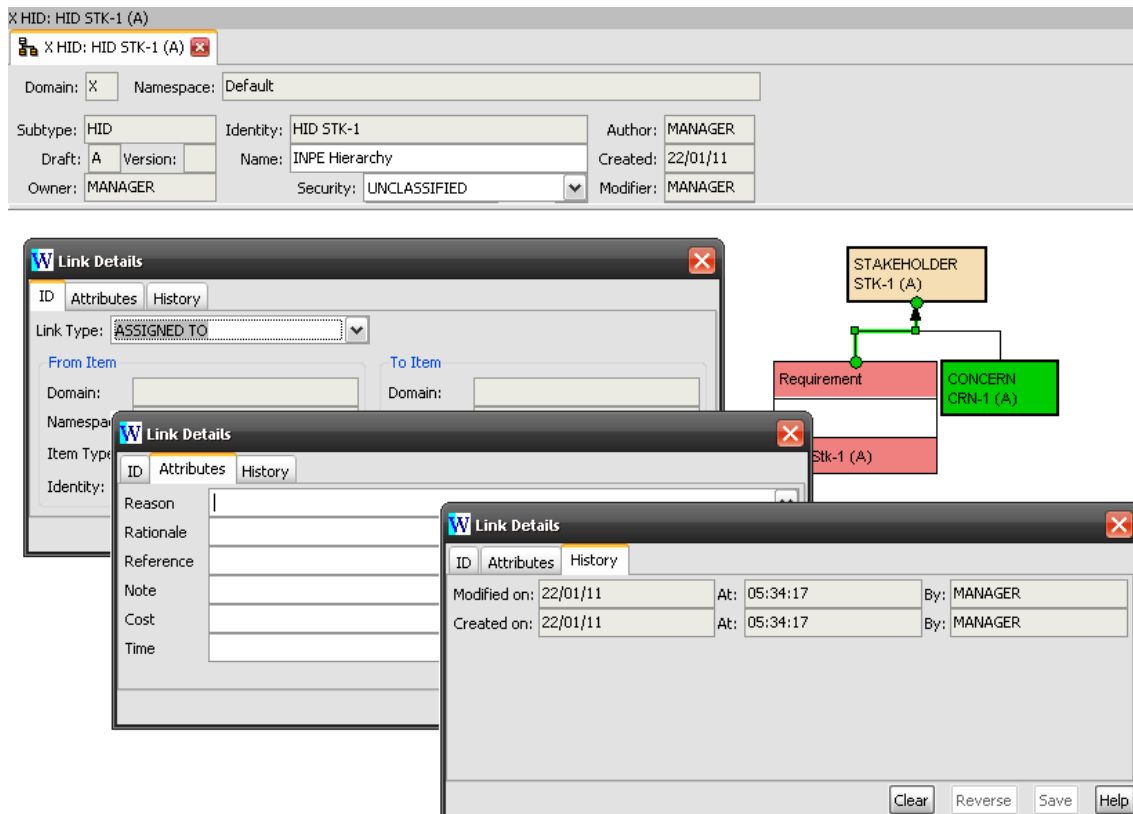 X HID: HID STK-1 (A)
X HID: HID STK-1 (A)
Domain: X Namespace: Default
Subtype: HID Identity: HID STK-1 Author: MANAGER
Draft: A Version: Name: INPE Hierarchy Created: 22/01/11
Owner: MANAGER Security: UNCLASSIFIED Modifier: MANAGER
W Link Details
ID Attributes History
Link Type: ASSIGNED TO
From Item To Item
Domain: Domain:
Namespa
Item Type
Identity:
STAKEHOLDER
STK-1 (A)
Requirement
Stk-1 (A)
CONCERN
CRN-1 (A)
W Link Details
ID Attributes History
Reason
Rationale
Reference
Note
Cost
Time
W Link Details
ID Attributes History
Modified on: 22/01/11 At: 05:34:17 By: MANAGER
Created on: 22/01/11 At: 05:34:17 By: MANAGER
Clear Reverse Save Help